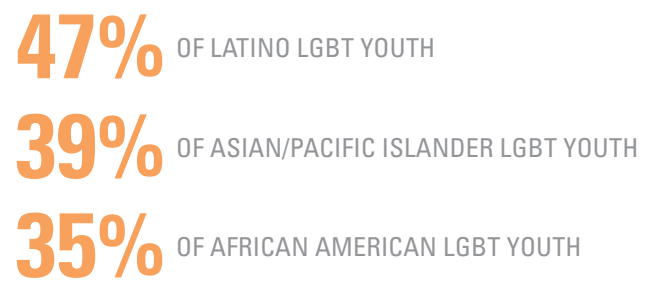 47% OF LATINO LGBT YOUTH
39% OF ASIAN/PACIFIC ISLANDER LGBT YOUTH
35% OF AFRICAN AMERICAN LGBT YOUTH